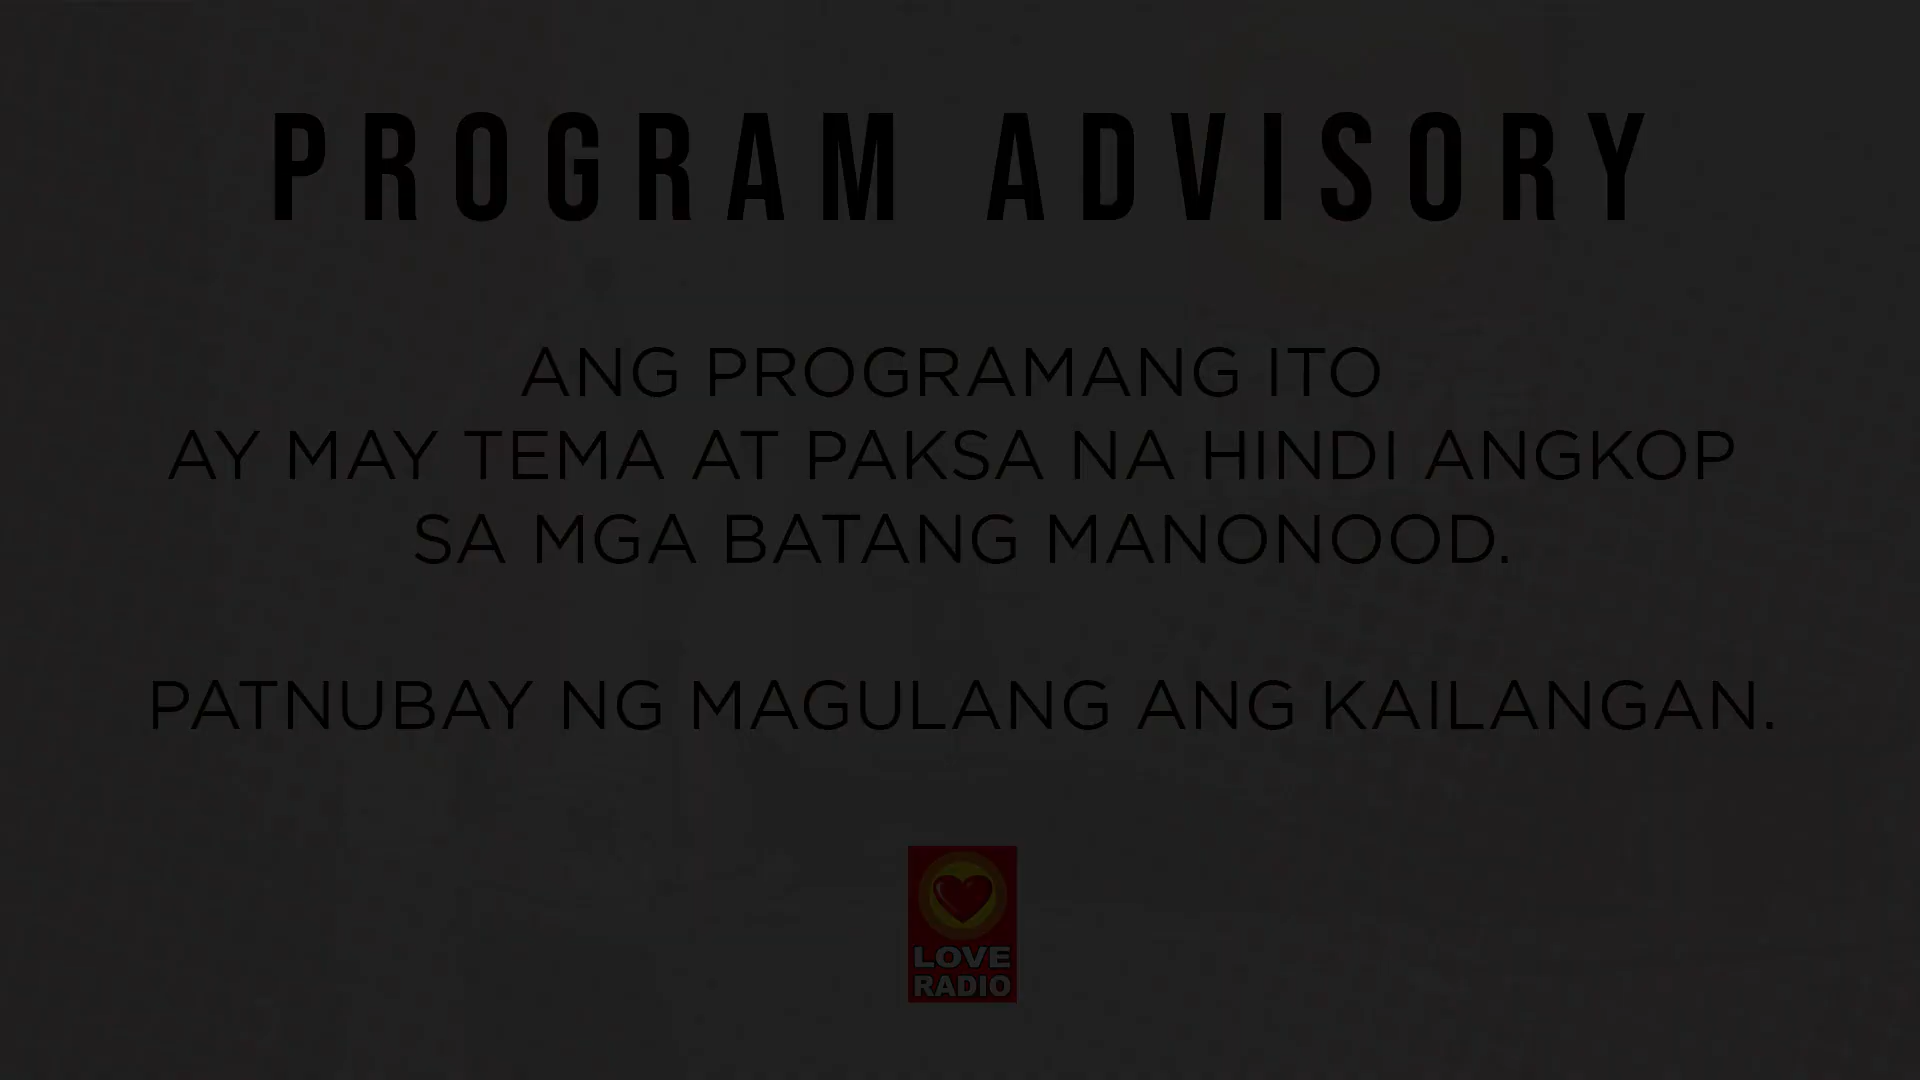 PROGRAM ADVISORY
ANG PROGRAMANG ITO
AY MAY TEMA AT PAKSA NA HINDI ANGKOP
SA MGA BATANG MANONOOD.
PATNUBAY NG MAGULANG ANG KAILANGAN.
LOVE
RADIO